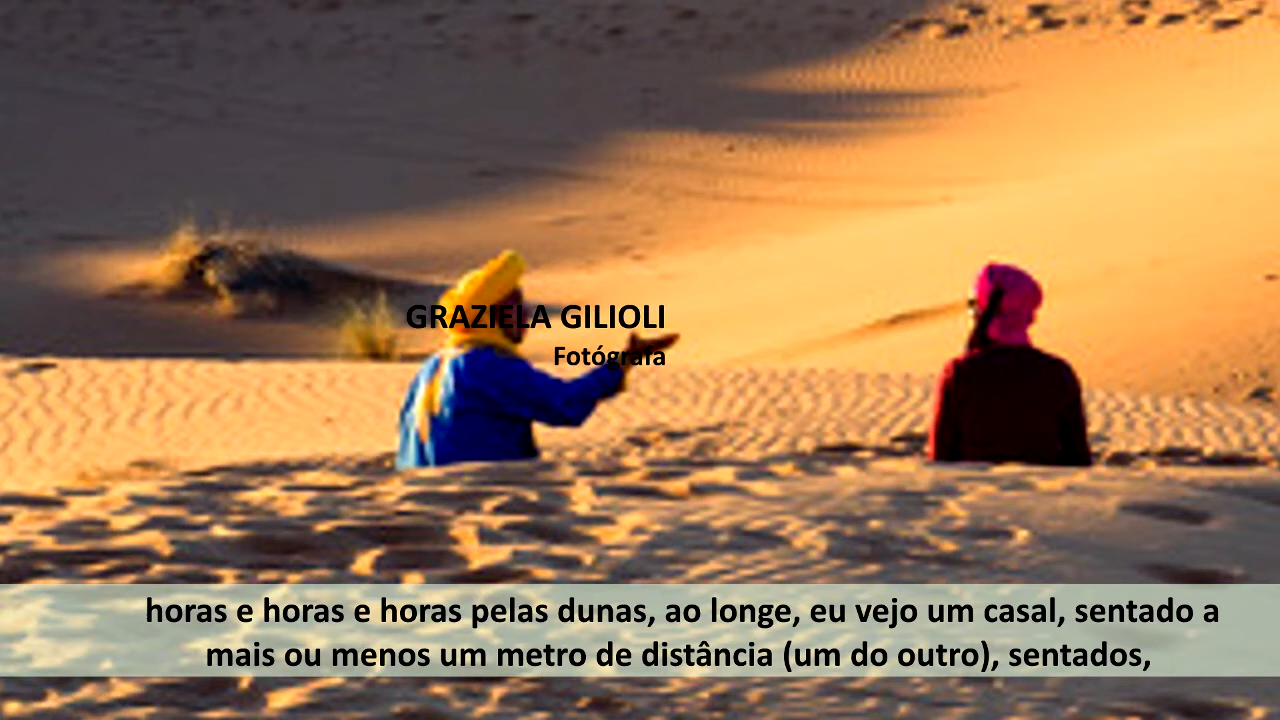 GRAZIELA GILIOLI
Fotógrafa
horas e horas e horas pelas dunas, ao longe, eu vejo um casal, sentado a
mais ou menos um metro de distância (um do outro), sentados,